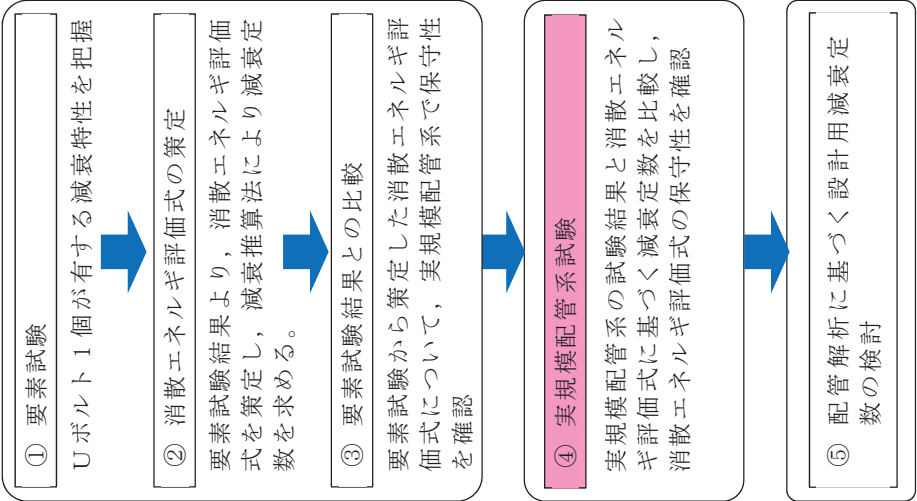 ① 要素試験
Uボルト1個が有する減衰特性を把握
② 消散エネルギ評価式の策定
要素試験結果より，消散エネルギ評価
式を策定し，減衰推算法により減衰定
数を求める。
③ 要素試験結果との比較
要素試験から策定した消散エネルギ評
価式について，実規模配管系で保守性
を確認
④ 実規模配管系試験
実規模配管系の試験結果と消散エネル
ギ評価式に基づく減衰定数を比較し，
消散エネルギ評価式の保守性を確認
⑤ 配管解析に基づく設計用減衰定
数の検討